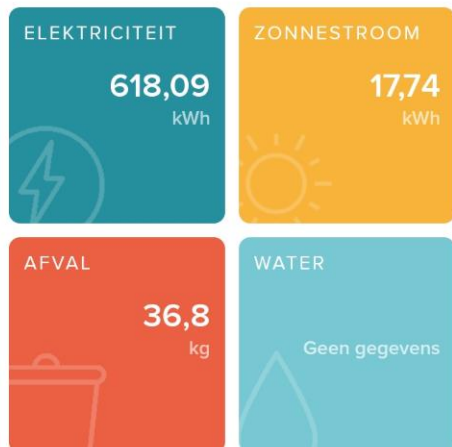 ELEKTRICITEIT
618,09
kWh
ZONNESTROOM
17,74
kWh
AFVAL
36,8
kg
WATER
Geen gegevens